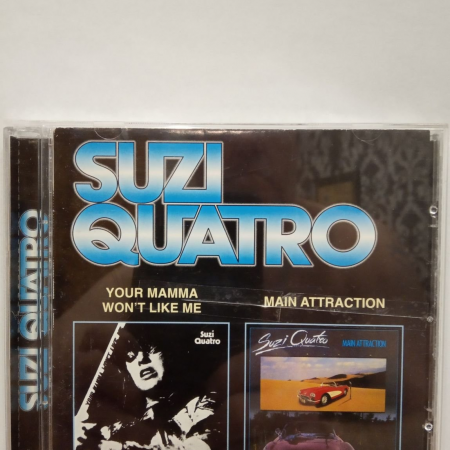 SUZI
QUATRO
YOUR MAMMA
WON'T LIKE ME
MAIN ATTRACTION
Suzi
Quatro
Suzi Quatro
MAIN ATTRACTION
SUZI QUATRO